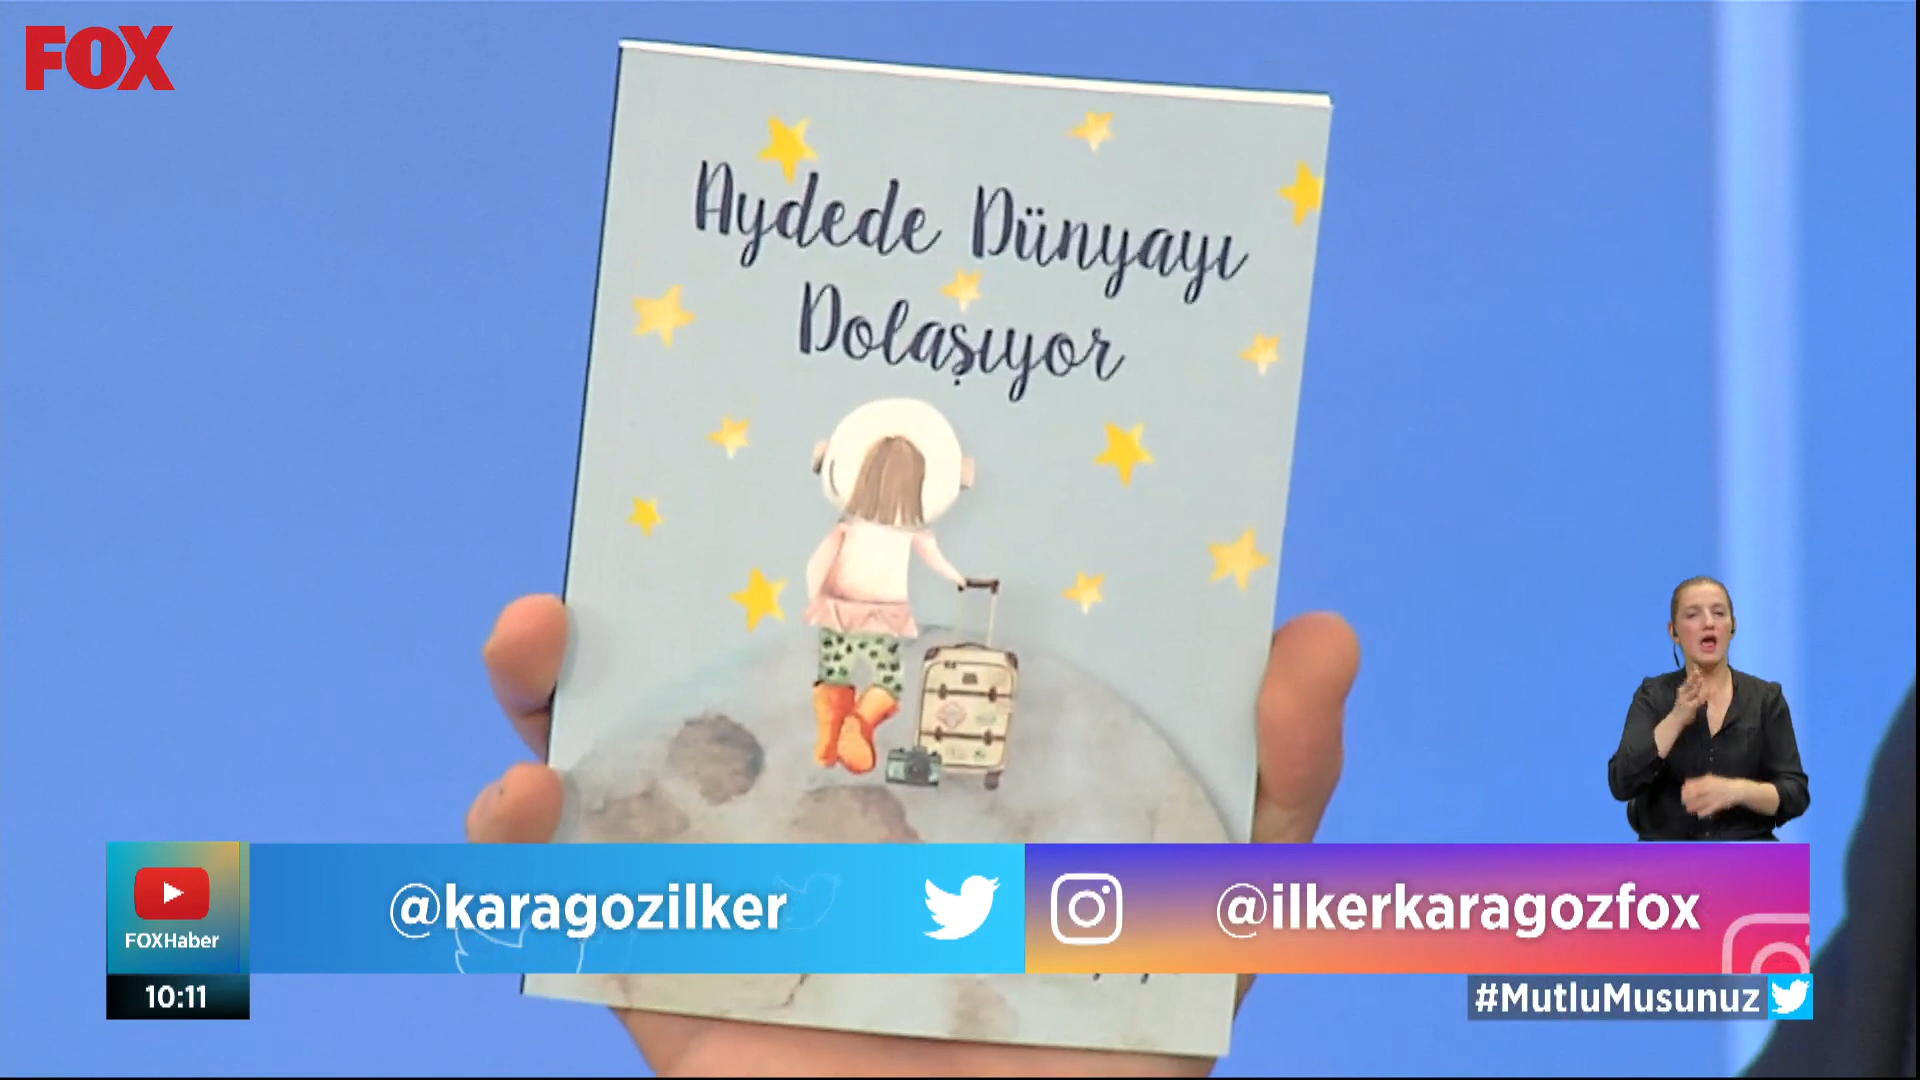 FOX
Aydede Dünyayı
Dolaşıyor
@karagozilker
@ilkerkaragozfox
FOXHaber
10:11
#MutluMusunuz